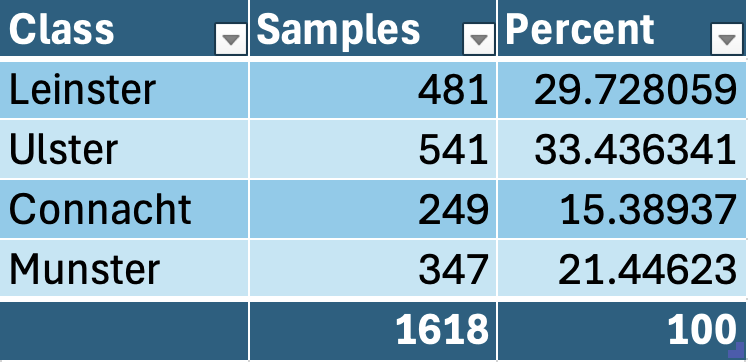 Class Samples Percent
Leinster 481 29.728059
Ulster 541 33.436341
Connacht 249 15.38937
Munster 347 21.44623
1618 100